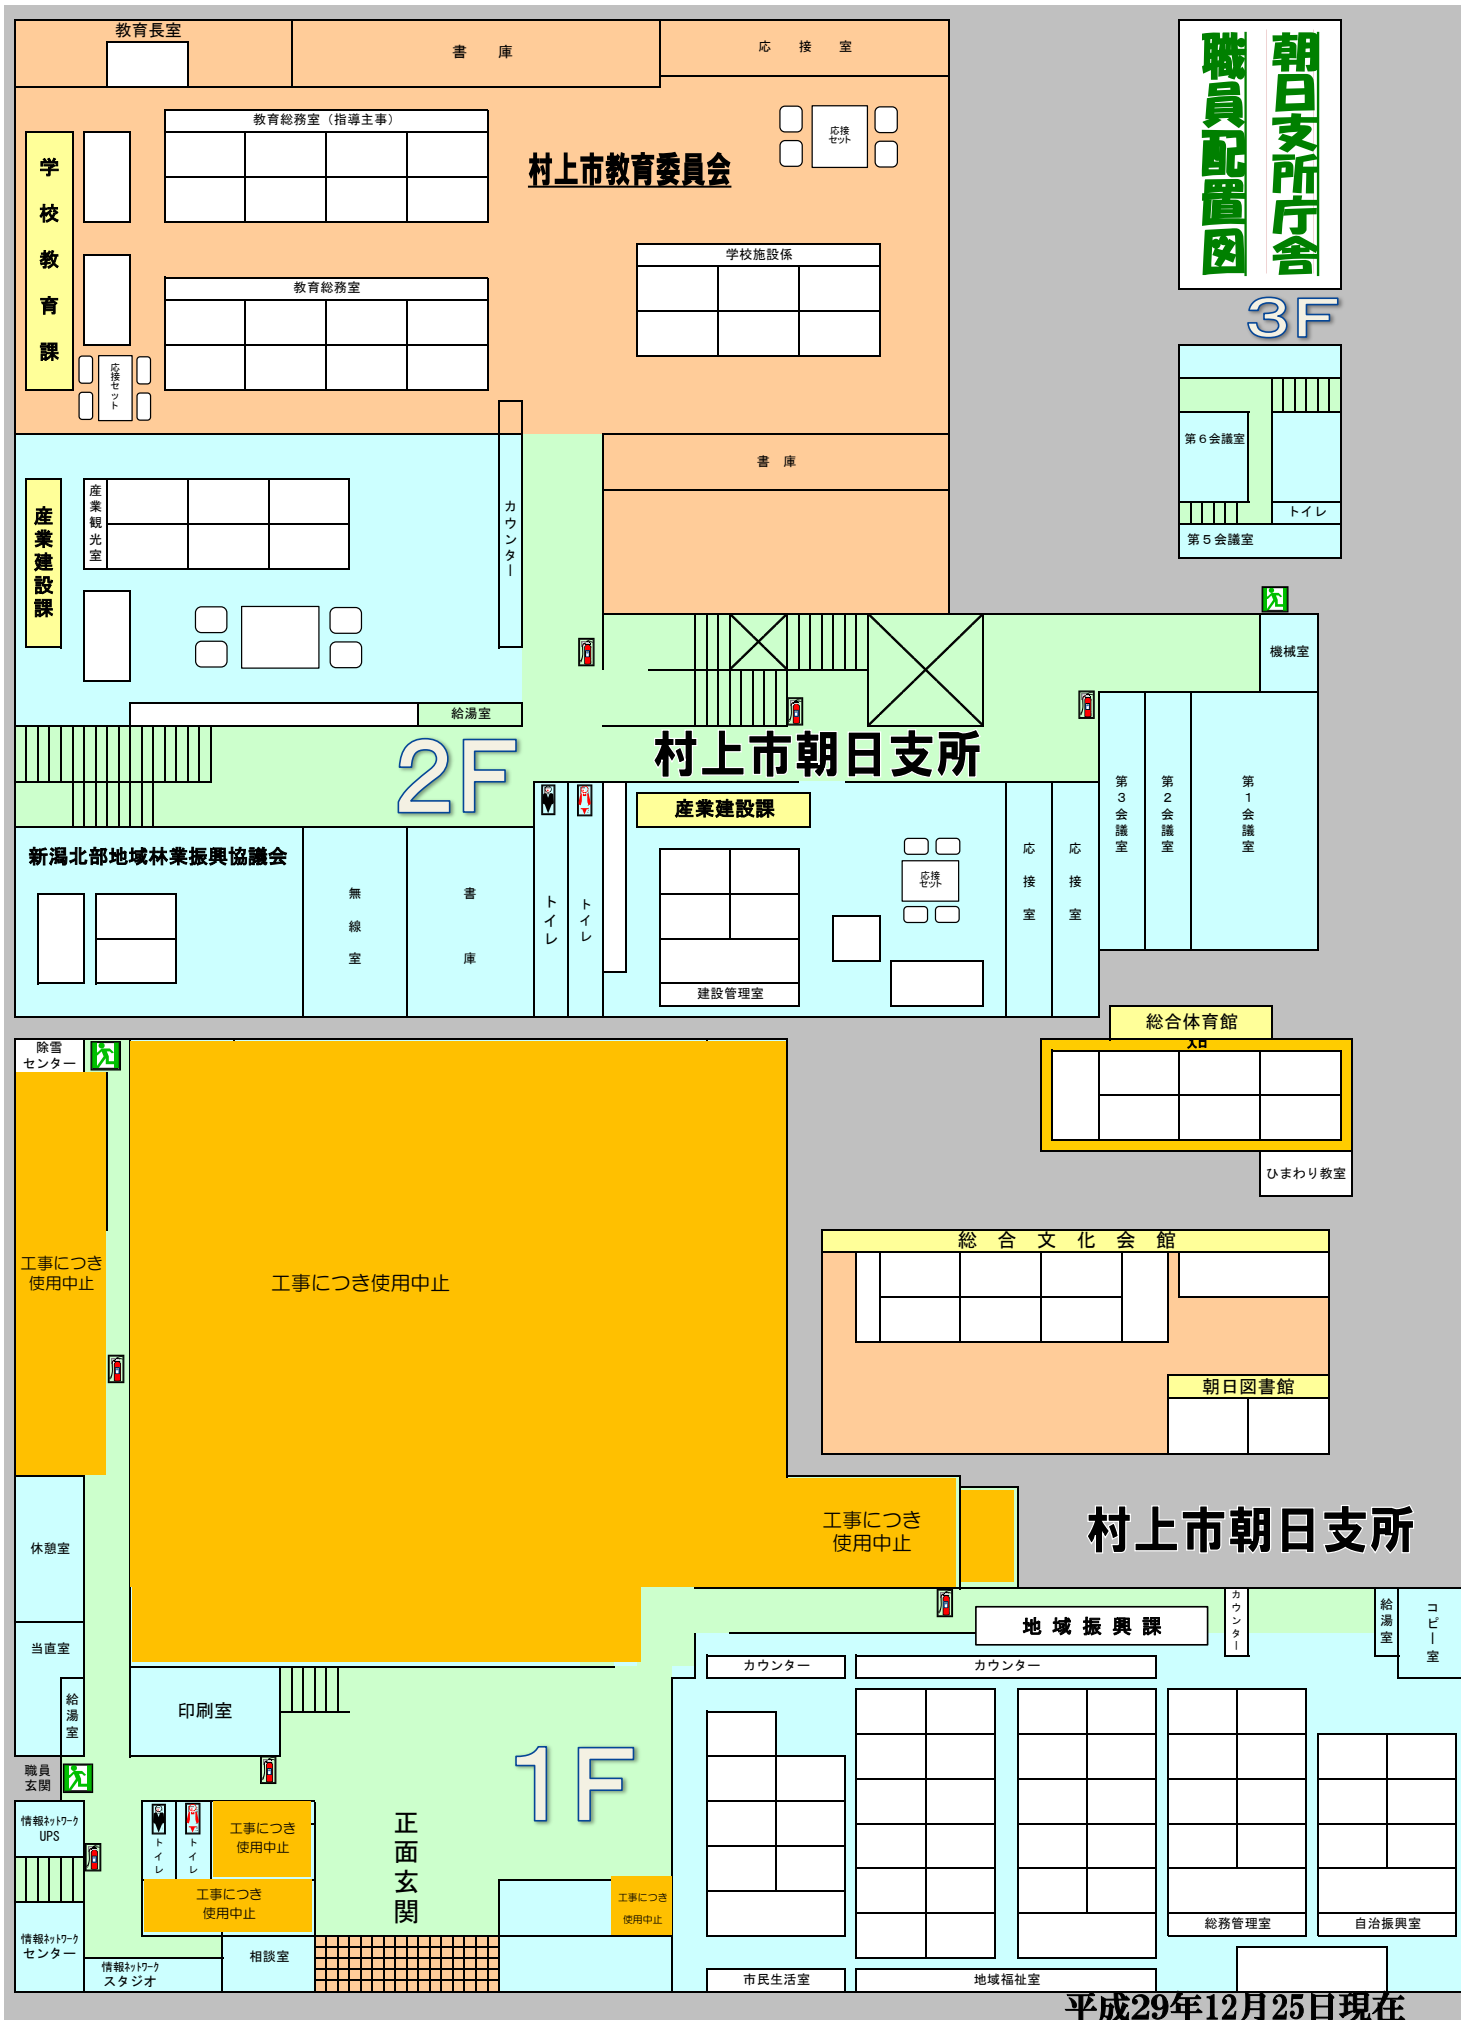 朝日支所庁舎
職員配置図
教育長室
書　庫
応　接　室
学校教育課
教育総務室（指導主事）
村上市教育委員会
応接
セット
学校施設係
教育総務室
応接セット
3F
第６会議室
トイレ
第５会議室
書　庫
産業建設課
産業観光室
カウンター
給湯室
機械室
2F
村上市朝日支所
第３会議室
第２会議室
第１会議室
産業建設課
新潟北部地域林業振興協議会
無線室
書庫
トイレ
トイレ
建設管理室
応接
セット
応接室
応接室
総合体育館
ひまわり教室
除雪
センター
工事につき
使用中止
工事につき使用中止
総合文化会館
朝日図書館
工事につき
使用中止
村上市朝日支所
休憩室
当直室
給湯室
印刷室
地域振興課
カウンター
給湯室
コピー室
カウンター
カウンター
職員
玄関
1F
情報ネットワーク
UPS
トイレ
トイレ
工事につき
使用中止
工事につき
使用中止
正面玄関
工事につき
使用中止
総務管理室
自治振興室
情報ネットワーク
センター
情報ネットワーク
スタジオ
相談室
市民生活室
地域福祉室
平成29年12月25日現在